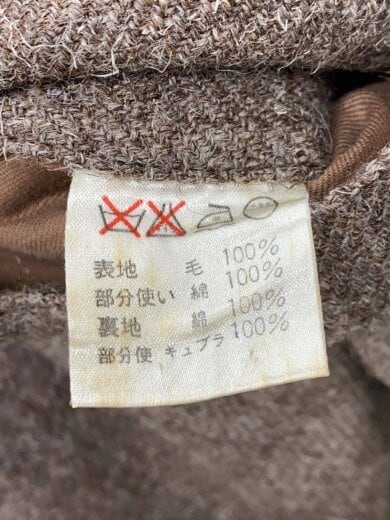 表地 毛 100%
部分使い 綿 100%
裏地 綿 100%
部分使 キュプラ 100%